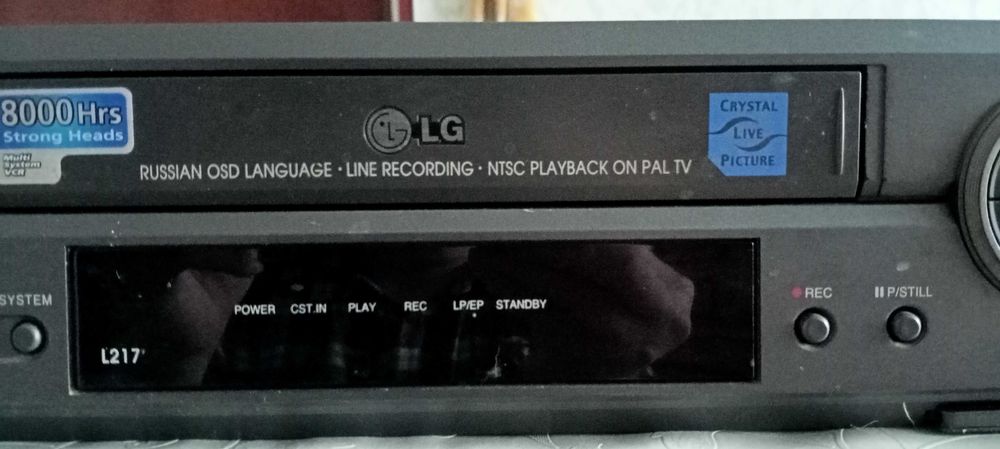 8000 Hrs
Strong Heads
Multi
System
VCR
LG
CRYSTAL
LIVE
PICTURE
RUSSIAN OSD LANGUAGE · LINE RECORDING · NTSC PLAYBACK ON PAL TV
SYSTEM
POWER CST.IN PLAY REC LP/EP STANDBY
REC
P/STILL
L217